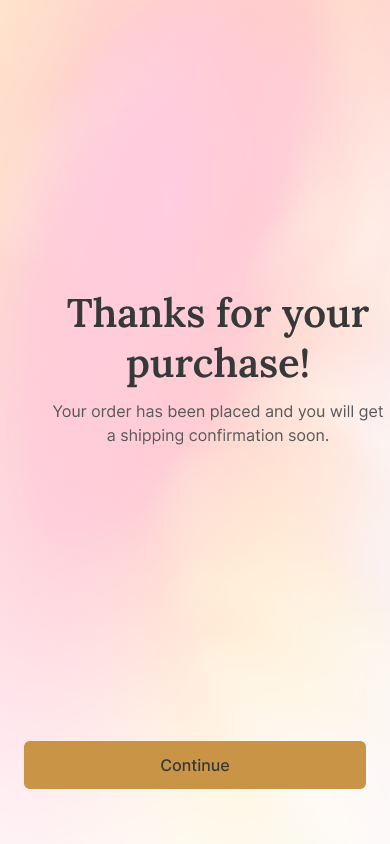 Thanks for your
purchase!
Your order has been placed and you will get
a shipping confirmation soon.
Continue